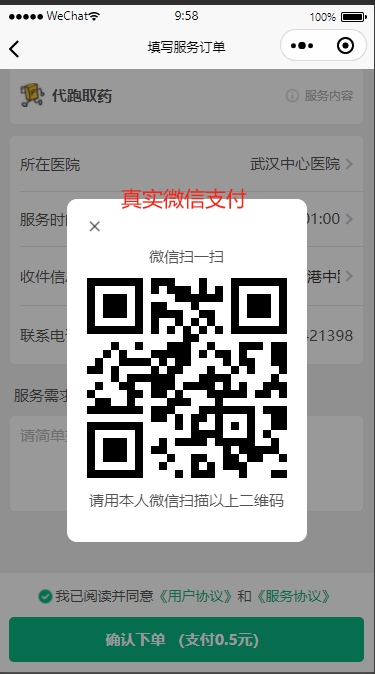 WeChat
9:58
100%
填写服务订单
代跑取药
服务内容
所在医院
武汉中心医院
真实微信支付
服务时
01:00
微信扫一扫
收件信
港中
联系电
421398
服务需
请简单
请用本人微信扫描以上二维码
我已阅读并同意《用户协议》和《服务协议》
确认下单 (支付0.5元)